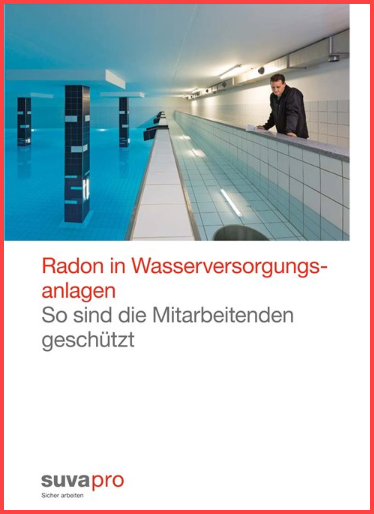 Radon in Wasserversorgungs-
anlagen
So sind die Mitarbeitenden
geschützt
suvapro
Sicher arbeiten